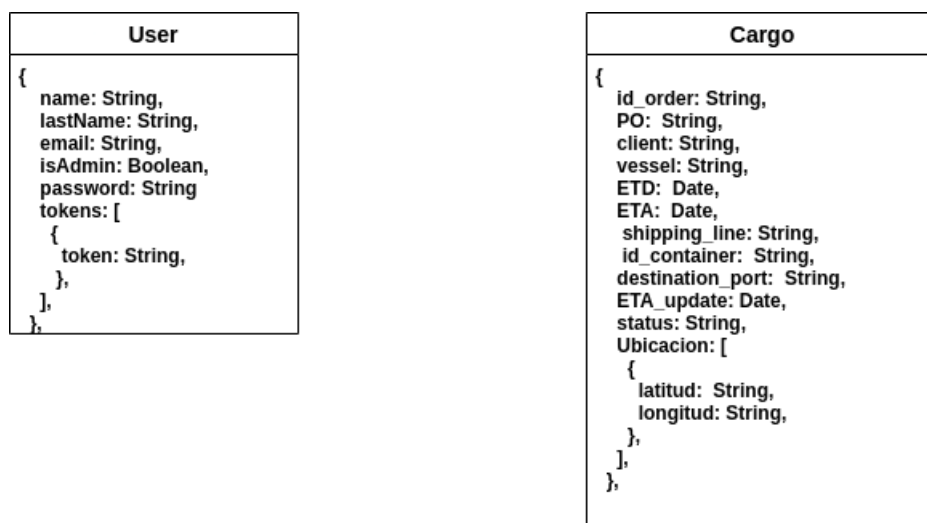 User
{
name: String,
lastName: String,
email: String,
isAdmin: Boolean,
password: String
tokens: [
{
token: String,
},
],
},
Cargo
{
id_order: String,
PO: String,
client: String,
vessel: String,
ETD: Date,
ETA: Date,
shipping_line: String,
id_container: String,
destination_port: String,
ETA_update: Date,
status: String,
Ubicacion: [
{
latitud: String,
longitud: String,
},
],
},